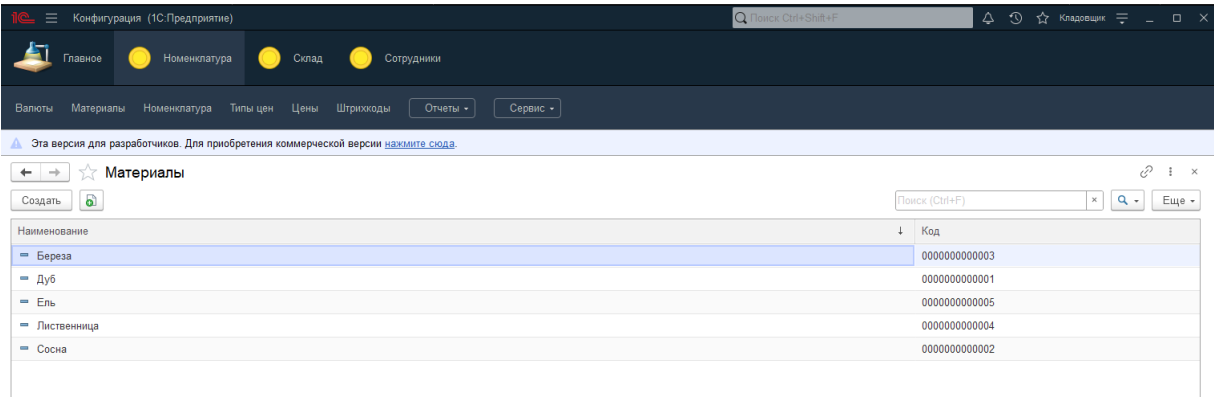 1С Конфигурация (1С:Предприятие) Поиск Ctrl+Shift+F Кладовщик
Главное Номенклатура Склад Сотрудники
Валюты Материалы Номенклатура Типы цен Цены Штрихкоды Отчеты Сервис
Эта версия для разработчиков. Для приобретения коммерческой версии нажмите сюда.
Материалы
Создать Поиск (Ctrl+F) Еще
Наименование Код
Береза 0000000000003
Дуб 0000000000001
Ель 0000000000005
Лиственница 0000000000004
Сосна 0000000000002